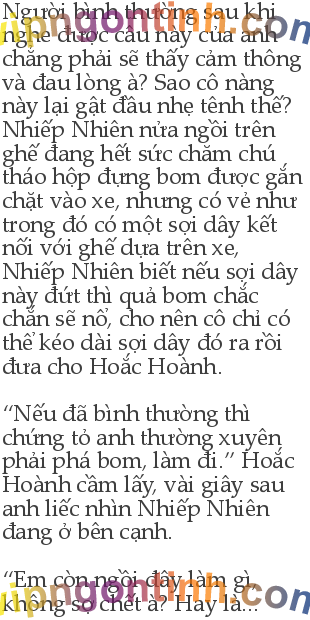 Người bình thường sau khi
nghe được câu này của anh
chẳng phải sẽ thấy cảm thông
và đau lòng à? Sao cô nàng
này lại gật đầu nhẹ tênh thế?
Nhiếp Nhiên nửa ngồi trên
ghế đang hết sức chăm chú
tháo hộp đựng bom được gắn
chặt vào xe, nhưng có vẻ như
trong đó có một sợi dây kết
nối với ghế dựa trên xe,
Nhiếp Nhiên biết nếu sợi dây
này đứt thì quả bom chắc
chắn sẽ nổ, cho nên cô chỉ có
thể kéo dài sợi dây đó ra rồi
đưa cho Hoắc Hoành.
“Nếu đã bình thường thì
chứng tỏ anh thường xuyên
phải phá bom, làm đi.” Hoắc
Hoành cầm lấy, vài giây sau
anh liếc nhìn Nhiếp Nhiên
đang ở bên cạnh.
“Em còn ngồi đây làm gì,
không sợ chết à? Hay là...
vipngontinh.com
vipngontinh.com